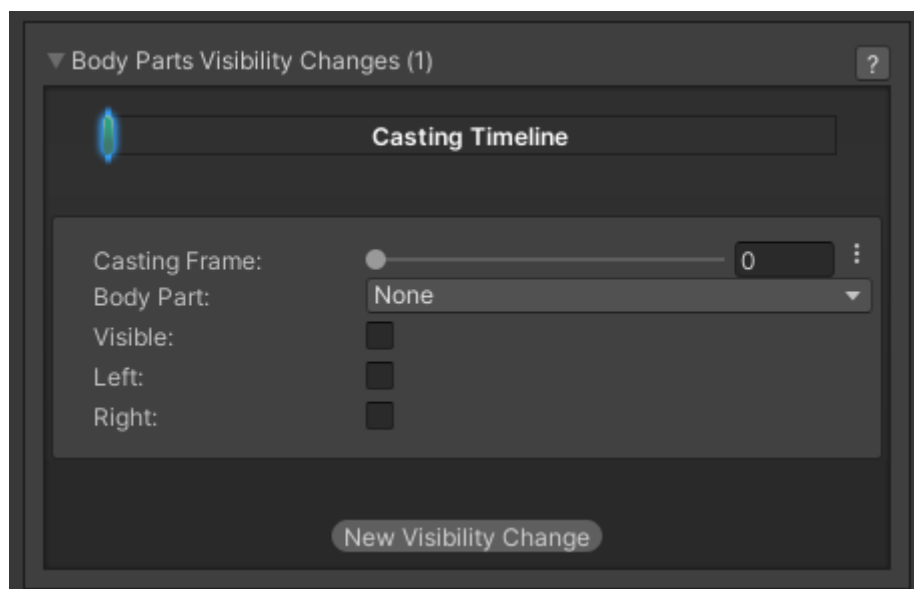 Body Parts Visibility Changes (1)
?
Casting Timeline
Casting Frame: 0
Body Part: None
Visible:
Left:
Right:
New Visibility Change